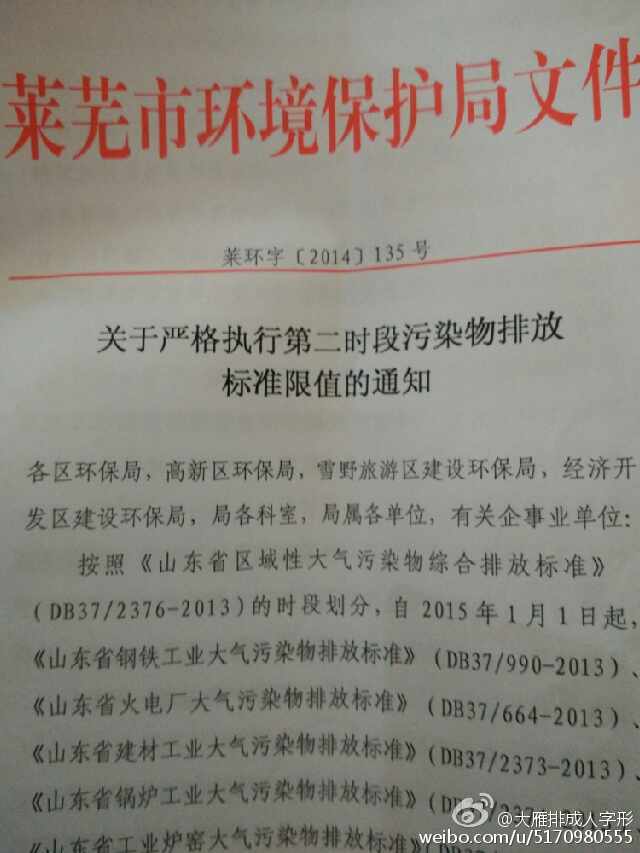 莱芜市环境保护局文件
莱环字〔2014〕135号
关于严格执行第二时段污染物排放
标准限值的通知
各区环保局，高新区环保局，雪野旅游区建设环保局，经济开
发区建设环保局，局各科室，局属各单位，有关企事业单位：
按照《山东省区域性大气污染物综合排放标准》
（DB37/2376-2013）的时段划分，自2015年1月1日起，
《山东省钢铁工业大气污染物排放标准》（DB37/990-2013）、
《山东省火电厂大气污染物排放标准》（DB37/664-2013）、
《山东省建材工业大气污染物排放标准》（DB37/2373-2013）、
《山东省锅炉工业大气污染物排放标准》（DB37
《山东省工业炉窑大气污染物排放标准》
@大雁排成人字形
weibo.com/u/5170980555